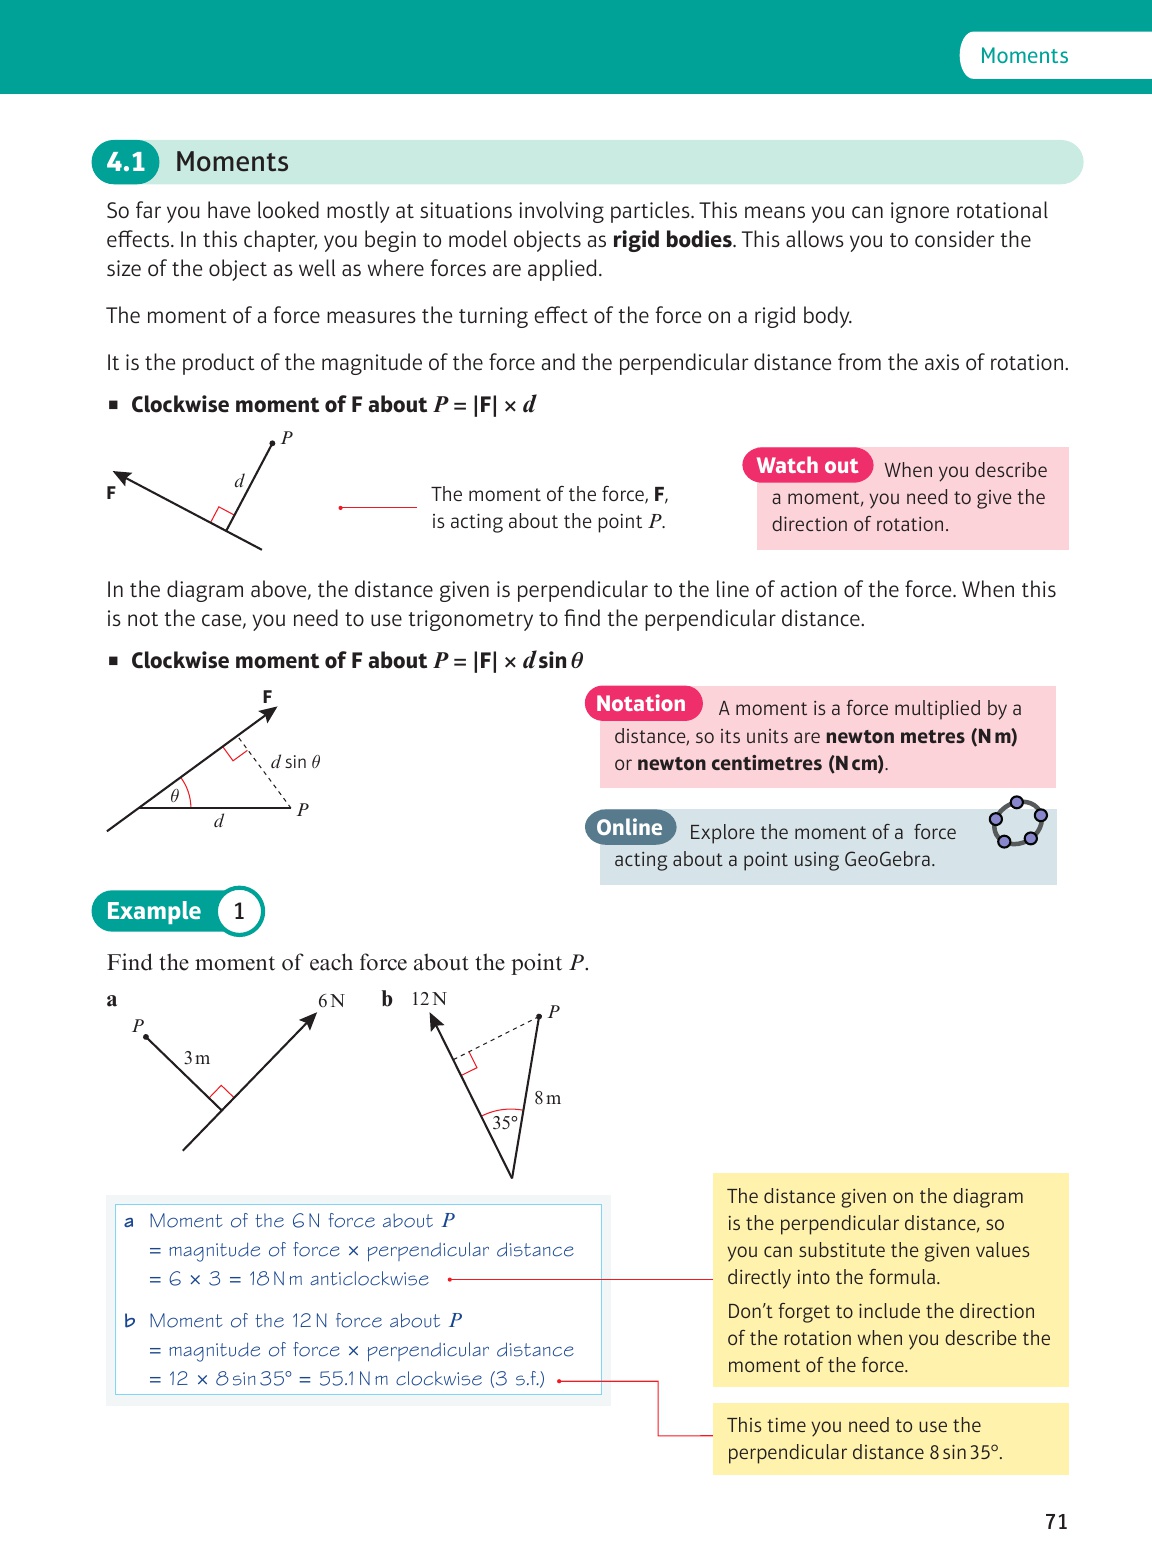 Moments
4.1 Moments
So far you have looked mostly at situations involving particles. This means you can ignore rotational
effects. In this chapter, you begin to model objects as rigid bodies. This allows you to consider the
size of the object as well as where forces are applied.
The moment of a force measures the turning effect of the force on a rigid body.
It is the product of the magnitude of the force and the perpendicular distance from the axis of rotation.
■ Clockwise moment of F about P = |F| × d
P
d
F
The moment of the force, F,
is acting about the point P.
Watch out When you describe
a moment, you need to give the
direction of rotation.
In the diagram above, the distance given is perpendicular to the line of action of the force. When this
is not the case, you need to use trigonometry to find the perpendicular distance.
■ Clockwise moment of F about P = |F| × d sin θ
F
d sin θ
θ
P
d
Notation A moment is a force multiplied by a
distance, so its units are newton metres (N m)
or newton centimetres (N cm).
Online Explore the moment of a force
acting about a point using GeoGebra.
Example 1
Find the moment of each force about the point P.
a
P
3 m
6 N
b
12 N
P
8 m
35°
a Moment of the 6 N force about P
= magnitude of force × perpendicular distance
= 6 × 3 = 18 N m anticlockwise
b Moment of the 12 N force about P
= magnitude of force × perpendicular distance
= 12 × 8 sin 35° = 55.1 N m clockwise (3 s.f.)
The distance given on the diagram
is the perpendicular distance, so
you can substitute the given values
directly into the formula.
Don't forget to include the direction
of the rotation when you describe the
moment of the force.
This time you need to use the
perpendicular distance 8 sin 35°.
71